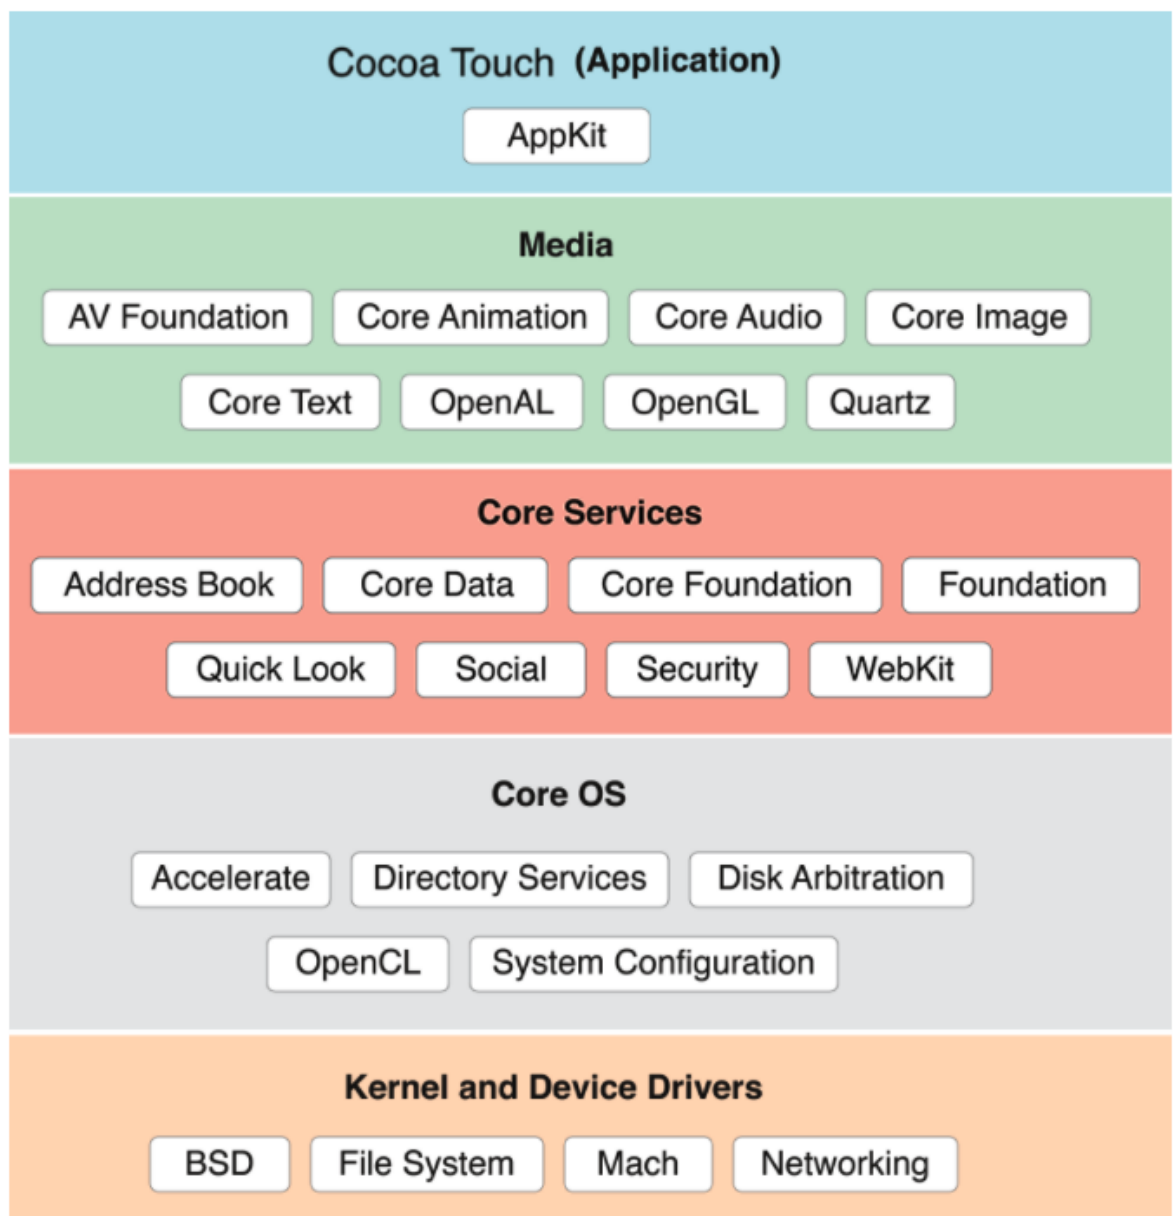 Cocoa Touch (Application)
AppKit
Media
AV Foundation Core Animation Core Audio Core Image
Core Text OpenAL OpenGL Quartz
Core Services
Address Book Core Data Core Foundation Foundation
Quick Look Social Security WebKit
Core OS
Accelerate Directory Services Disk Arbitration
OpenCL System Configuration
Kernel and Device Drivers
BSD File System Mach Networking